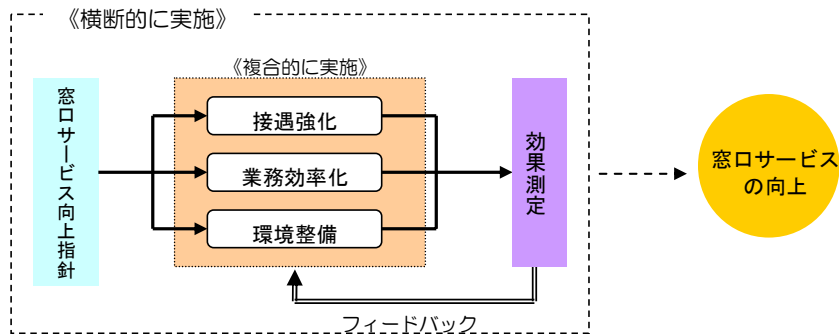 《横断的に実施》
《複合的に実施》
窓口サービス向上指針
接遇強化
業務効率化
環境整備
効果測定
窓口サービス
の向上
フィードバック